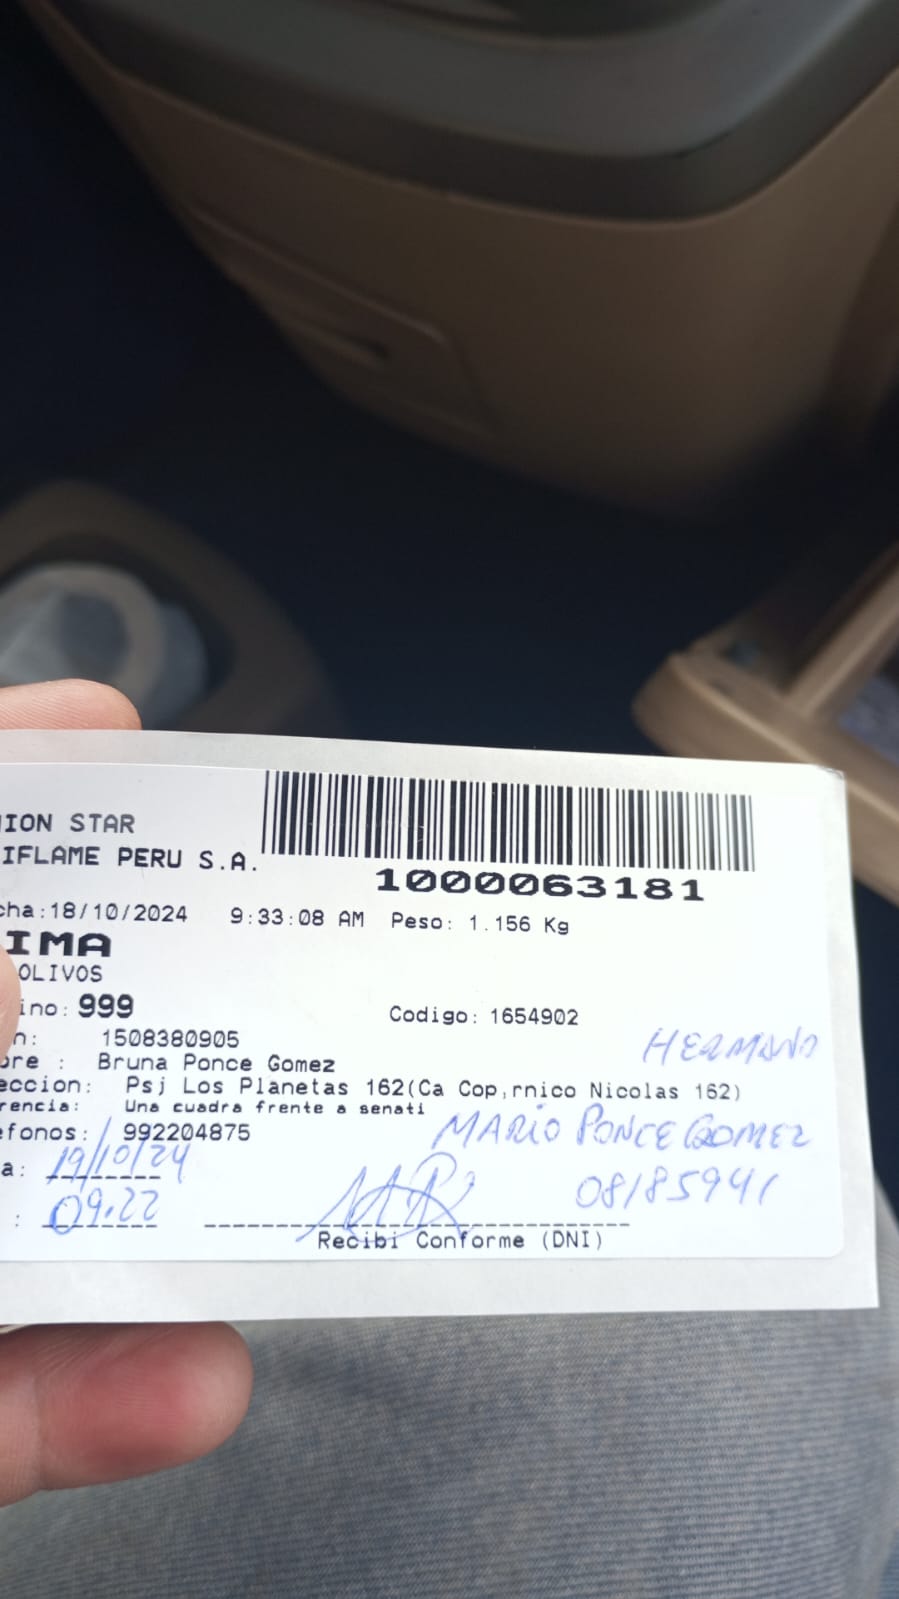 ION STAR
IFLAME PERU S.A.
1000063181
cha:18/10/2024 9:33:08 AM Peso: 1.156 Kg
IMA
OLIVOS
ino: 999 Codigo: 1654902
n: 1508380905
HERMANO
bre : Bruna Ponce Gomez
eccion: Psj Los Planetas 162(Ca Cop,rnico Nicolas 162)
rencia: Una cuadra frente a senati
efonos: 992204875
MARIO PONCE GOMEZ
a: 19/10/24
08185941
: 09:22
Recibi Conforme (DNI)